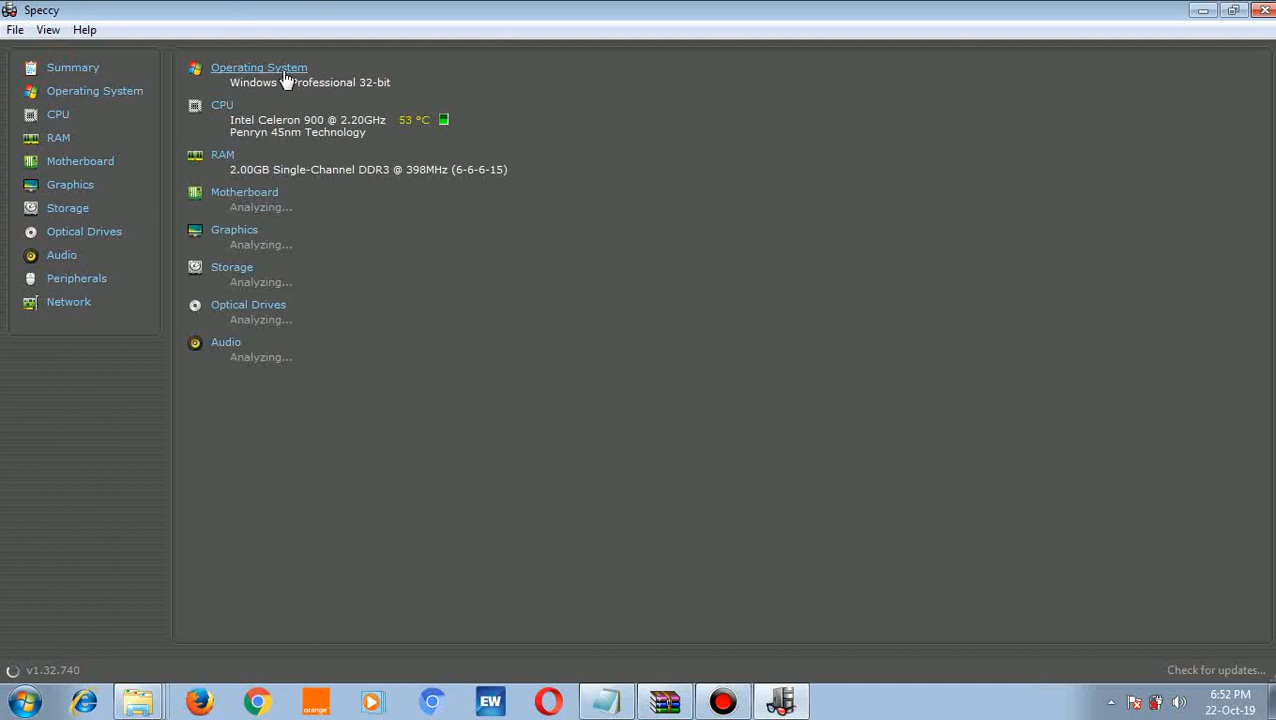 Speccy
File View Help
Summary
Operating System
CPU
RAM
Motherboard
Graphics
Storage
Optical Drives
Audio
Peripherals
Network
Operating System
Windows Professional 32-bit
CPU
Intel Celeron 900 @ 2.20GHz 53 °C
Penryn 45nm Technology
RAM
2.00GB Single-Channel DDR3 @ 398MHz (6-6-6-15)
Motherboard
Analyzing...
Graphics
Analyzing...
Storage
Analyzing...
Optical Drives
Analyzing...
Audio
Analyzing...
v1.32.740
Check for updates...
orange
EW
6:52 PM
22-Oct-19